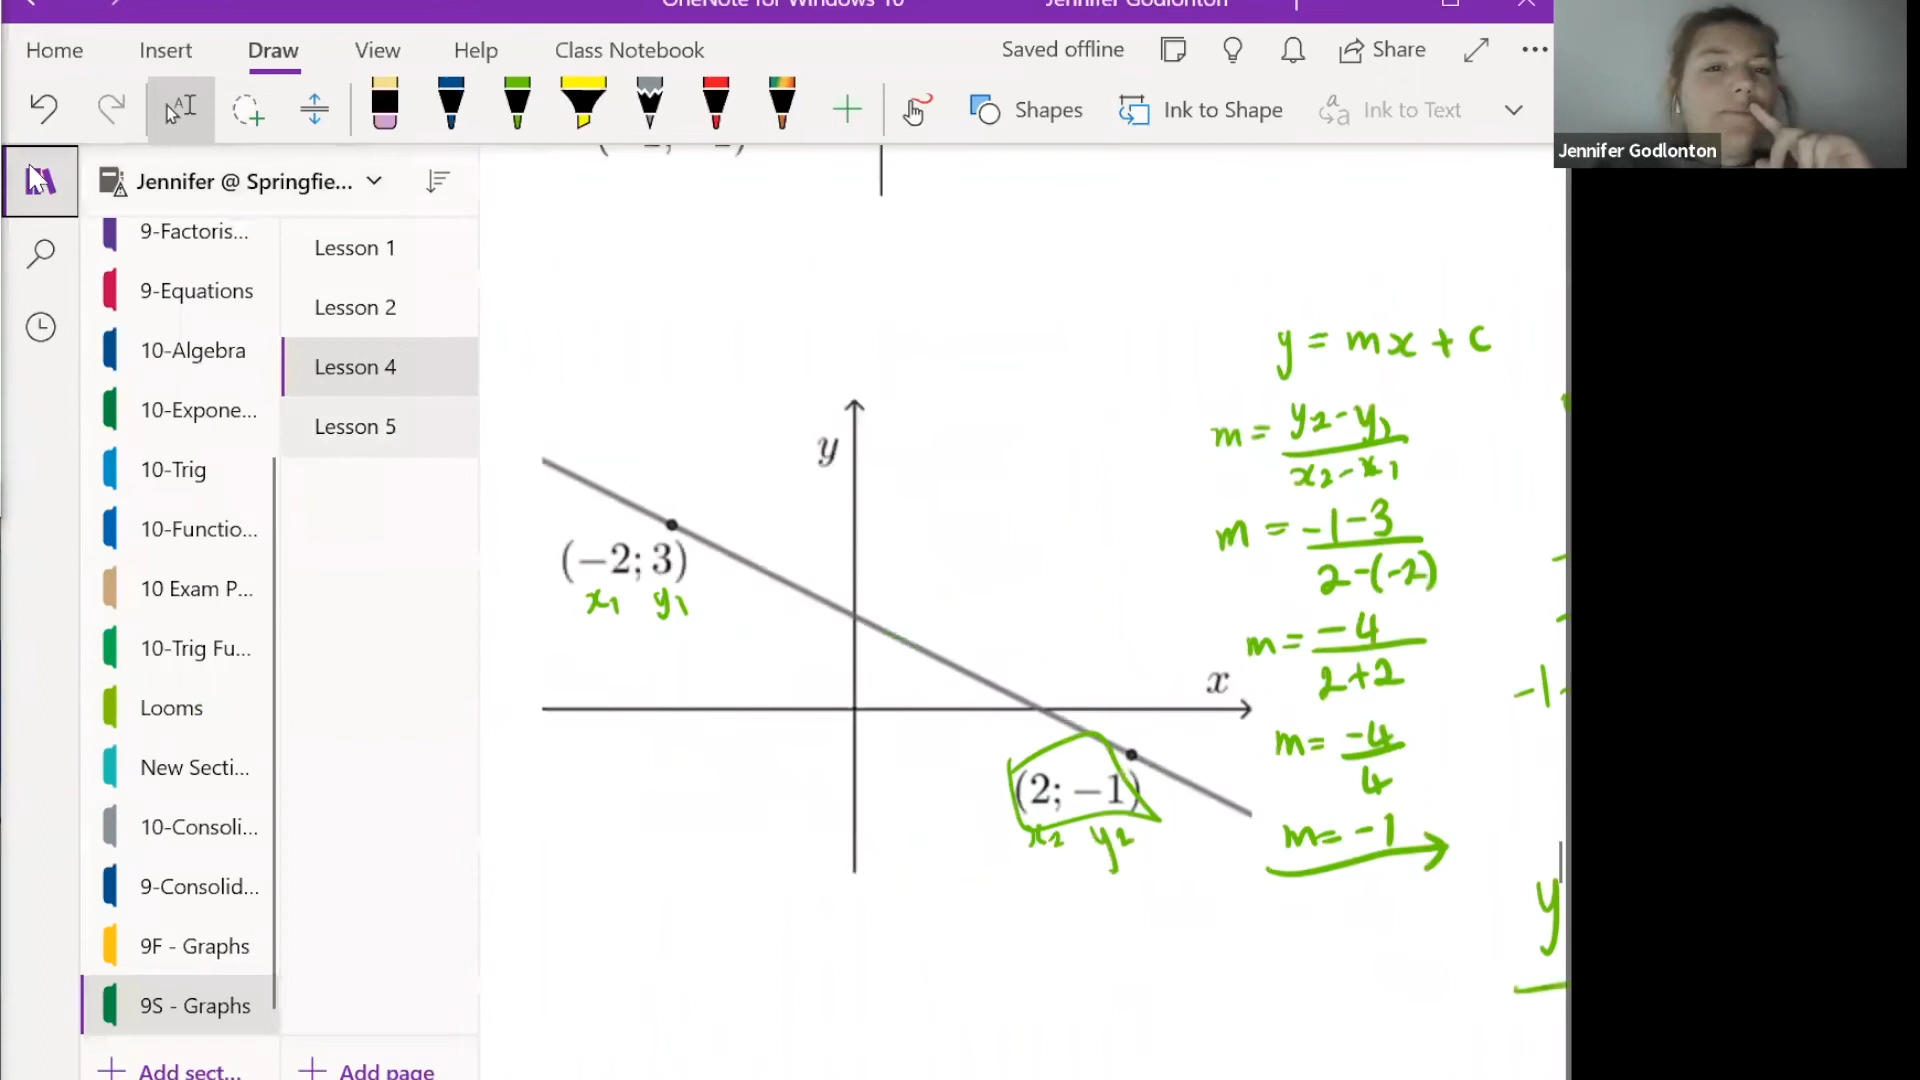 OneNote for Windows 10
Jennifer Godlonton
Home
Insert
Draw
View
Help
Class Notebook
Saved offline
Share
Shapes
Ink to Shape
Ink to Text
Jennifer Godlonton
Jennifer @ Springfie...
9-Factoris...
9-Equations
10-Algebra
10-Expone...
10-Trig
10-Functio...
10 Exam P...
10-Trig Fu...
Looms
New Secti...
10-Consoli...
9-Consolid...
9F - Graphs
9S - Graphs
Add sect...
Lesson 1
Lesson 2
Lesson 4
Lesson 5
Add page
y
(−2; 3)
x1 y1
x
(2; −1)
x2 y2
y = mx + c
m = y2 - y1
x2 - x1
m = -1 - 3
2 - (-2)
m = -4
2 + 2
m = -4
4
m = -1
-1-
y